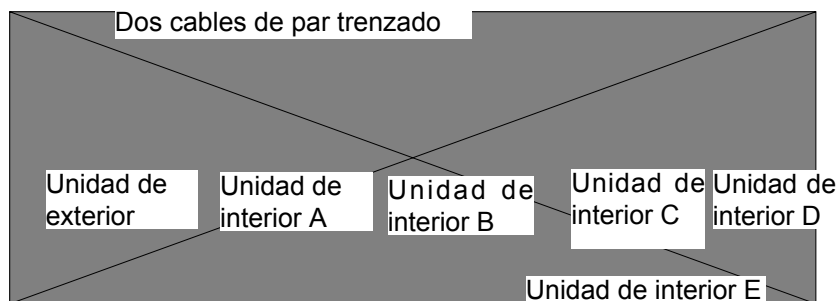 Dos cables de par trenzado
Unidad de
exterior
Unidad de
interior A
Unidad de
interior B
Unidad de
interior C
Unidad de
interior D
Unidad de interior E